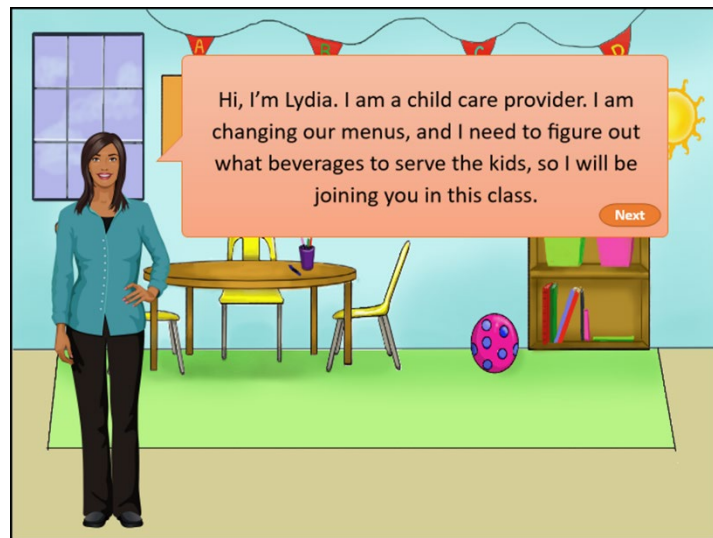 A B C D
Hi, I’m Lydia. I am a child care provider. I am
changing our menus, and I need to figure out
what beverages to serve the kids, so I will be
joining you in this class.
Next